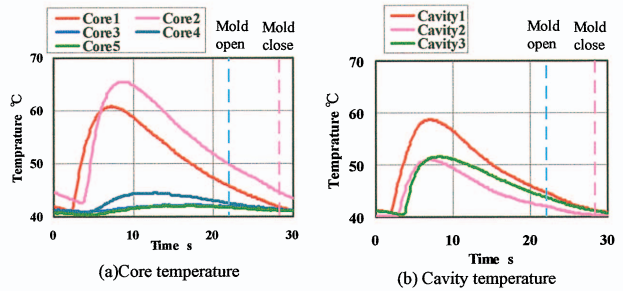 Core1
Core2
Core3
Core4
Core5
Mold
open
Mold
close
70
60
50
40
Temprature ℃
0
10
20
30
Time s
(a)Core temperature
Cavity1
Cavity2
Cavity3
Mold
open
Mold
close
70
60
50
40
Temprature ℃
0
10
20
30
Time s
(b) Cavity temperature